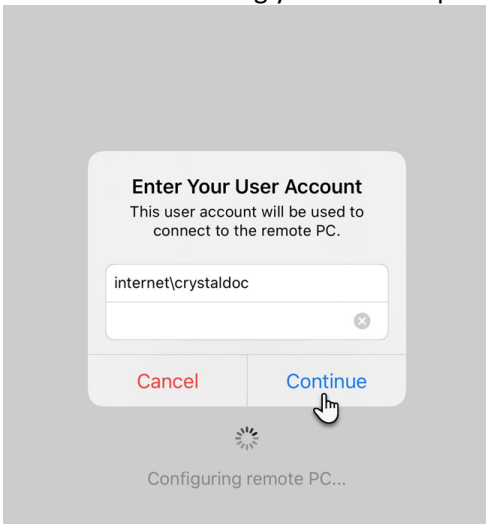 Enter Your User Account
This user account will be used to
connect to the remote PC.
internet\crystaldoc
Cancel Continue
Configuring remote PC...